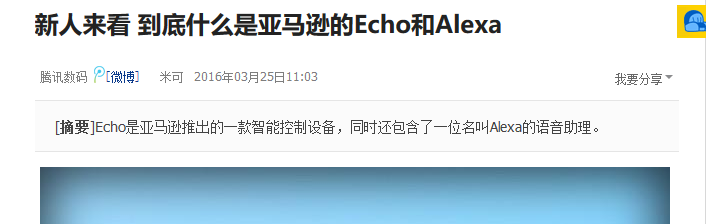 新人来看 到底什么是亚马逊的Echo和Alexa
腾讯数码 [微博] 米可 2016年03月25日11:03 我要分享
[摘要]Echo是亚马逊推出的一款智能控制设备，同时还包含了一位名叫Alexa的语音助理。